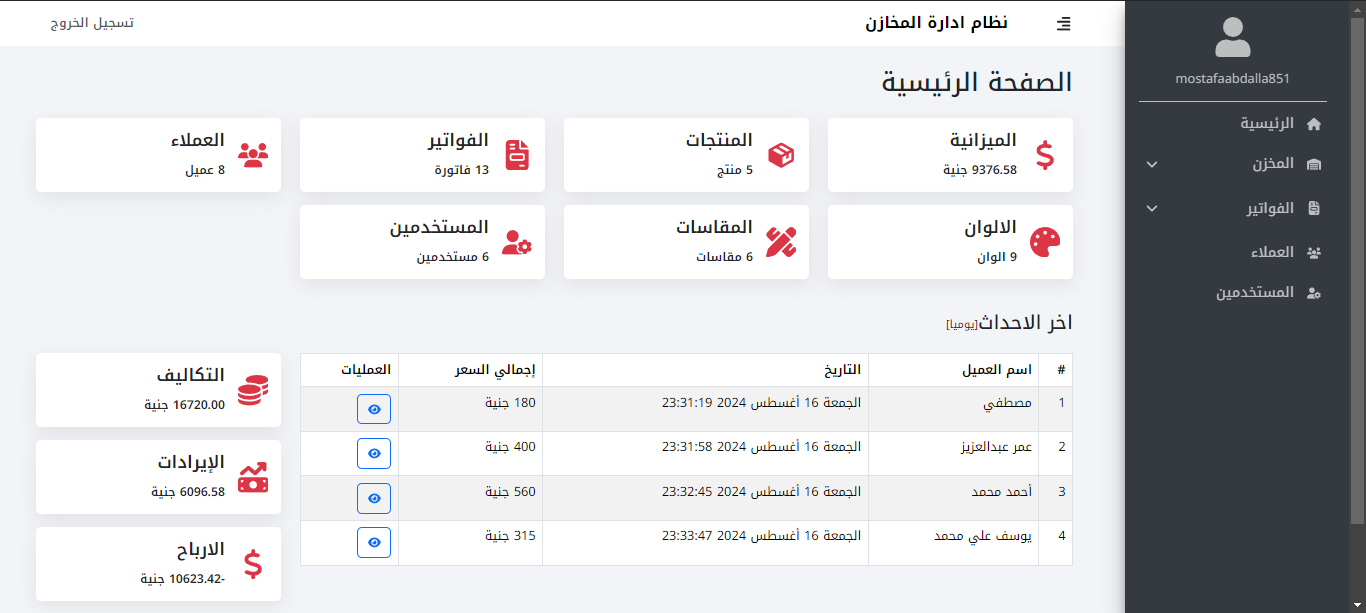 نظام ادارة المخازن
تسجيل الخروج
mostafaabdalla851
الرئيسية
المخزن
الفواتير
العملاء
المستخدمين
الصفحة الرئيسية
الميزانية
9376.58 جنية
المنتجات
5 منتج
الفواتير
13 فاتورة
العملاء
8 عميل
الالوان
9 الوان
المقاسات
6 مقاسات
المستخدمين
6 مستخدمين
اخر الاحداث[يوميا]
# اسم العميل التاريخ إجمالي السعر العمليات
1 مصطفي الجمعة 16 أغسطس 2024 23:31:19 180 جنية
2 عمر عبدالعزيز الجمعة 16 أغسطس 2024 23:31:58 400 جنية
3 أحمد محمد الجمعة 16 أغسطس 2024 23:32:45 560 جنية
4 يوسف علي محمد الجمعة 16 أغسطس 2024 23:33:47 315 جنية
التكاليف
16720.00 جنية
الإيرادات
6096.58 جنية
الارباح
-10623.42 جنية